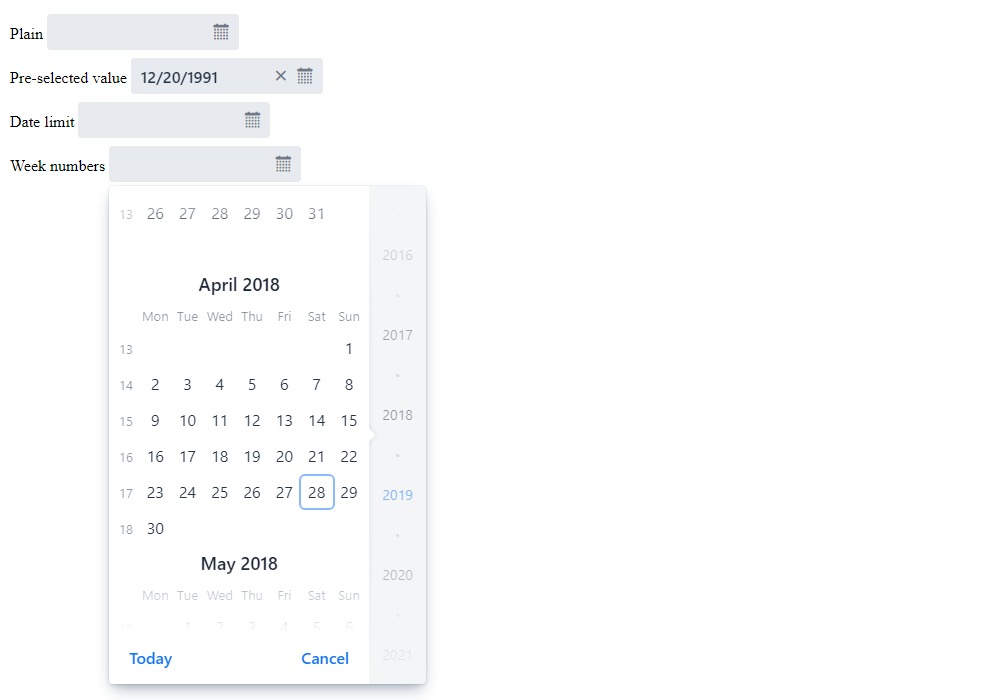 Plain
Pre-selected value 12/20/1991
Date limit
Week numbers
13 26 27 28 29 30 31
April 2018
Mon Tue Wed Thu Fri Sat Sun
13 1
14 2 3 4 5 6 7 8
15 9 10 11 12 13 14 15
16 16 17 18 19 20 21 22
17 23 24 25 26 27 28 29
18 30
May 2018
Mon Tue Wed Thu Fri Sat Sun
18 1 2 3 4 5 6
Today Cancel
2016
2017
2018
2019
2020
2021